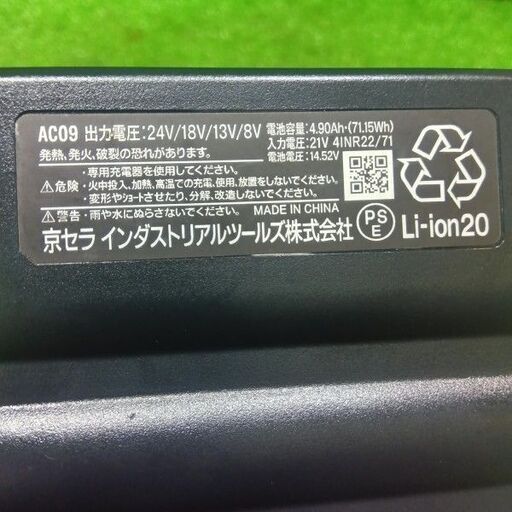 AC09 出力電圧:24V/18V/13V/8V
電池容量:4.90Ah・(71.15Wh)
入力電圧:21V 4INR22/71
電池電圧:14.52V
発熱、発火、破裂の恐れがあります。
⚠危険
・専用充電器を使用してください。
・火中投入、加熱、高温での充電、使用、放置をしないでください。
・変形やショートさせたり、分解、改造しないでください。
⚠警告・雨や水にぬらさないでください。 MADE IN CHINA
京セラ インダストリアルツールズ株式会社
PS
E
Li-ion20